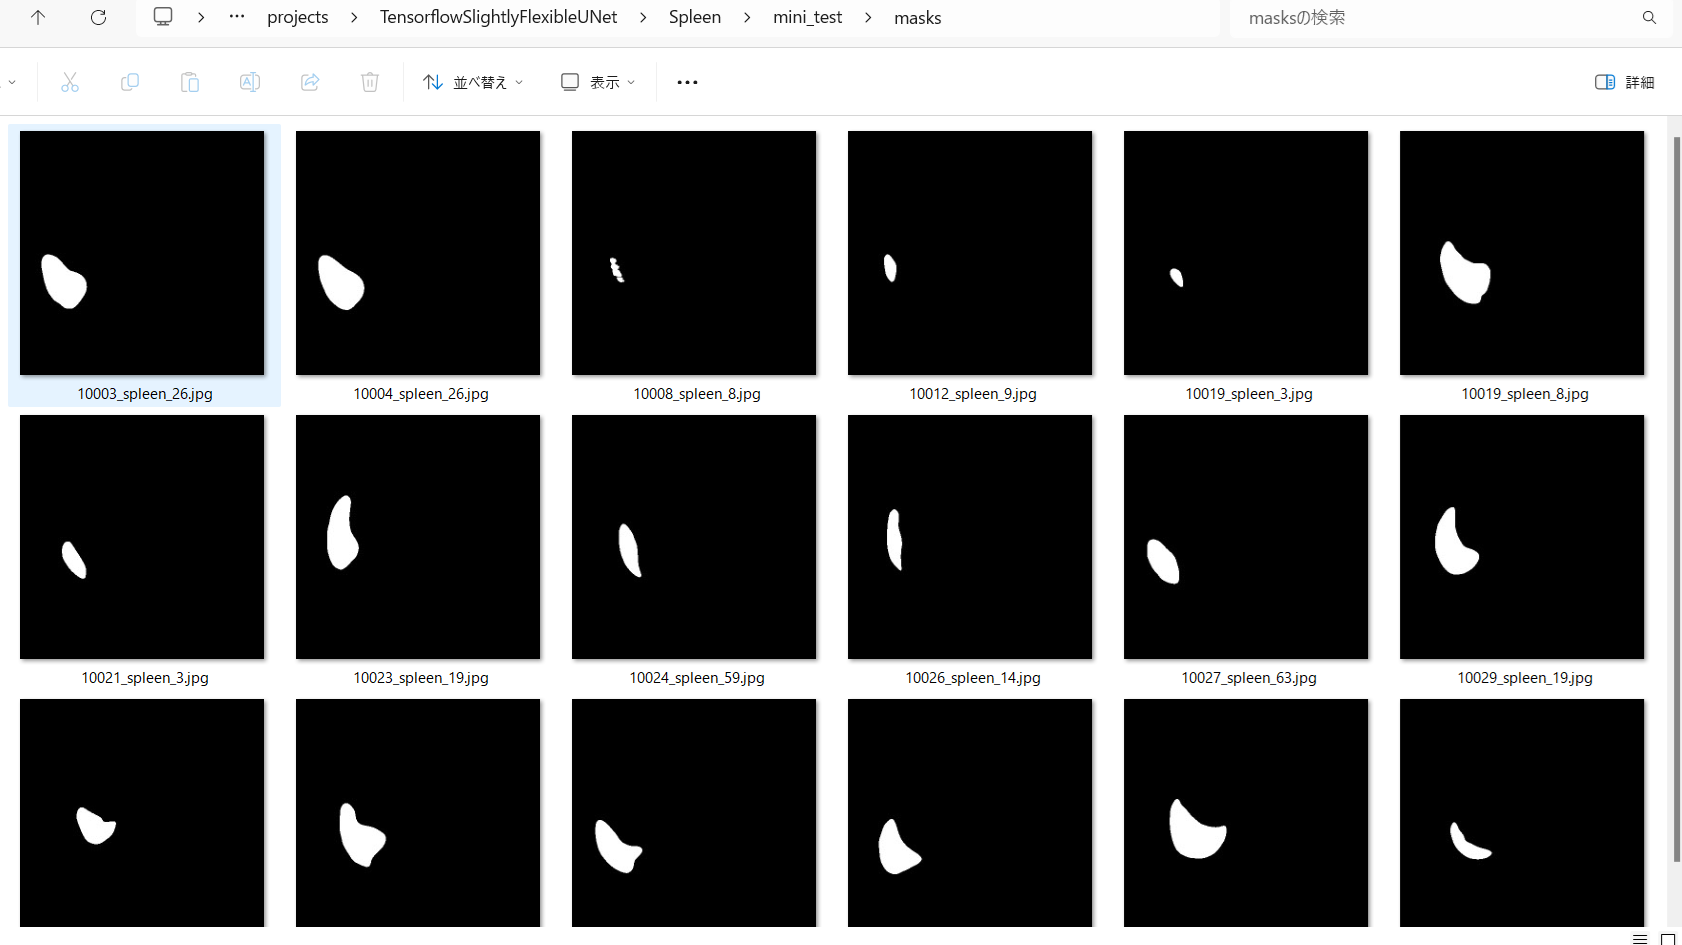 projects > TensorflowSlightlyFlexibleUNet > Spleen > mini_test > masks
masksの検索
並べ替え 表示 詳細
10003_spleen_26.jpg 10004_spleen_26.jpg 10008_spleen_8.jpg 10012_spleen_9.jpg 10019_spleen_3.jpg 10019_spleen_8.jpg
10021_spleen_3.jpg 10023_spleen_19.jpg 10024_spleen_59.jpg 10026_spleen_14.jpg 10027_spleen_63.jpg 10029_spleen_19.jpg